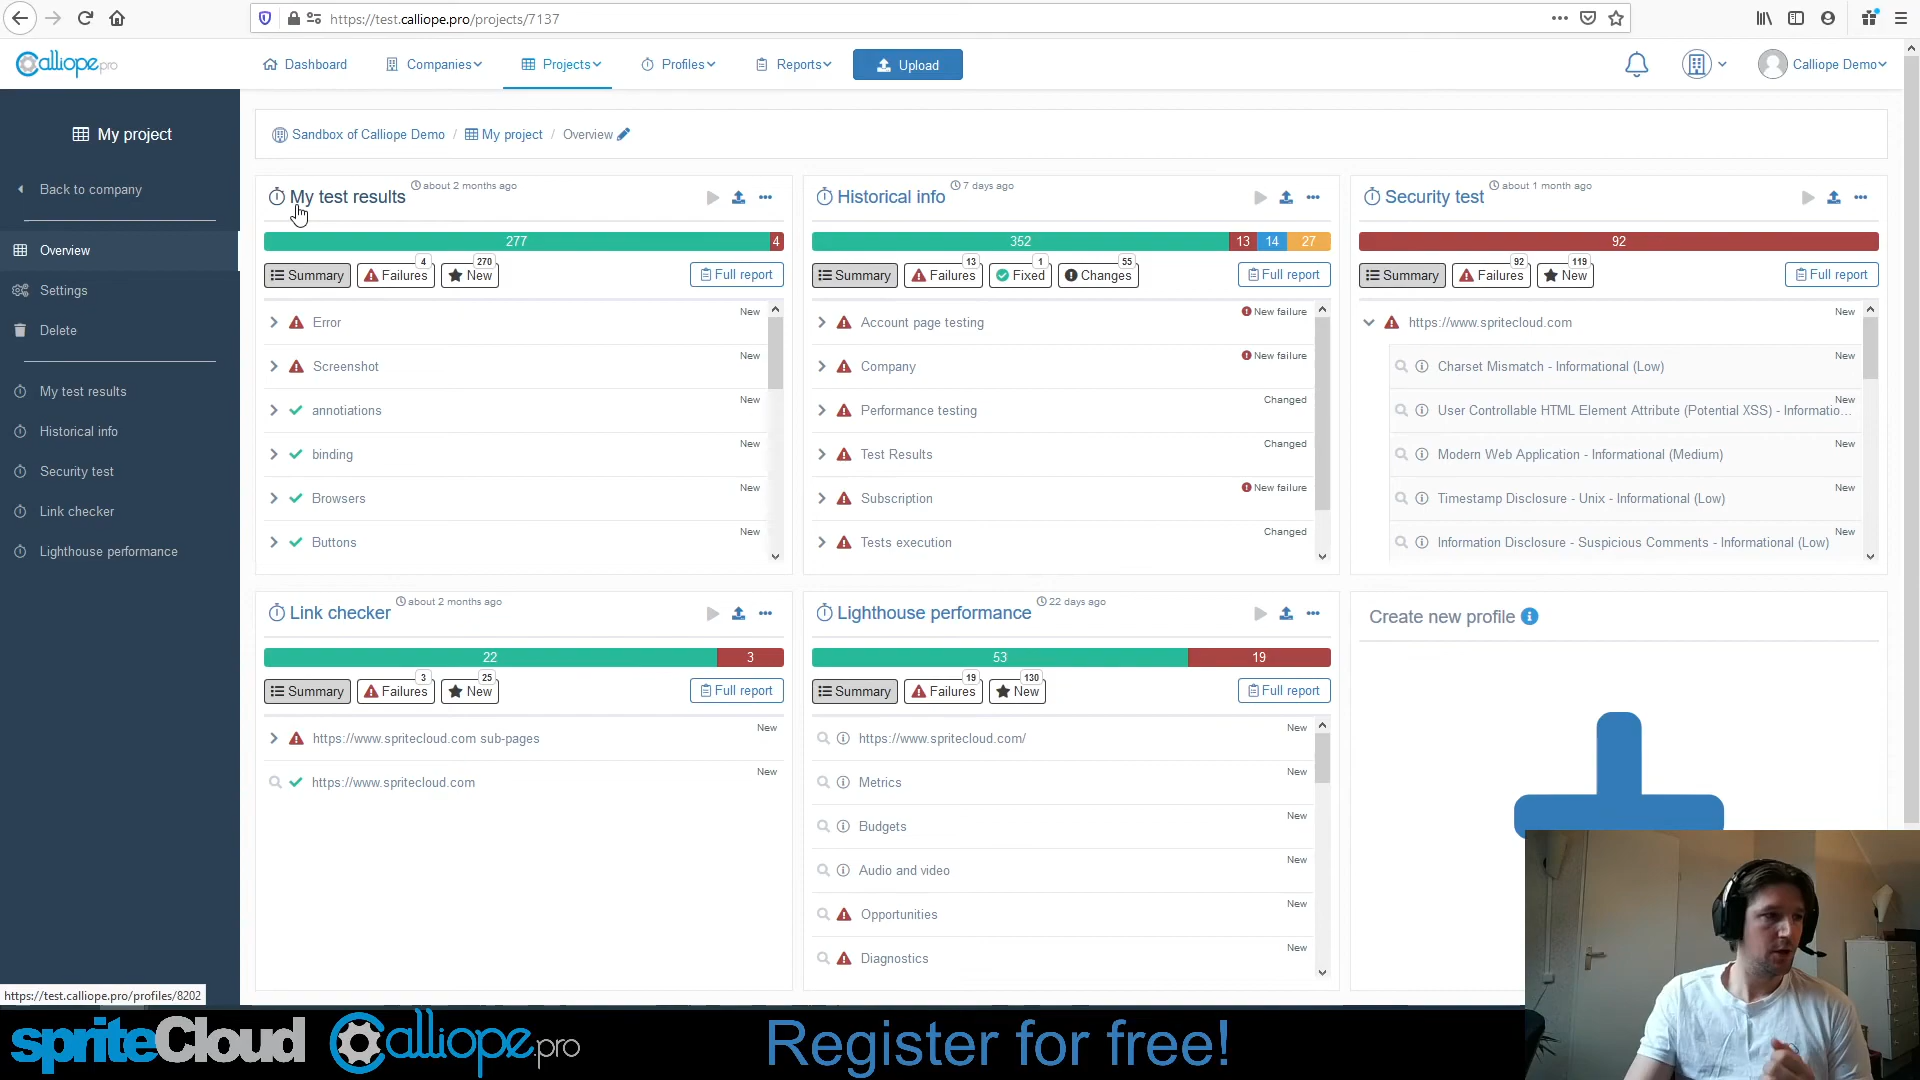 https://test.calliope.pro/projects/7137
Calliope.pro
Dashboard
Companies
Projects
Profiles
Reports
Upload
Calliope Demo
My project
Back to company
Overview
Settings
Delete
My test results
Historical info
Security test
Link checker
Lighthouse performance
Sandbox of Calliope Demo / My project / Overview
My test results about 2 months ago
277 4
Summary Failures 4 New 270 Full report
Error New
Screenshot New
annotiations New
binding New
Browsers New
Buttons New
Historical info 7 days ago
352 13 14 27
Summary Failures 13 Fixed 1 Changes 55 Full report
Account page testing New failure
Company New failure
Performance testing Changed
Test Results Changed
Subscription New failure
Tests execution Changed
Security test about 1 month ago
92
Summary Failures 92 New 119 Full report
https://www.spritecloud.com New
Charset Mismatch - Informational (Low) New
User Controllable HTML Element Attribute (Potential XSS) - Informatio... New
Modern Web Application - Informational (Medium) New
Timestamp Disclosure - Unix - Informational (Low) New
Information Disclosure - Suspicious Comments - Informational (Low) New
Link checker about 2 months ago
22 3
Summary Failures 3 New 25 Full report
https://www.spritecloud.com sub-pages New
https://www.spritecloud.com New
Lighthouse performance 22 days ago
53 19
Summary Failures 19 New 130 Full report
https://www.spritecloud.com/ New
Metrics New
Budgets New
Audio and video New
Opportunities New
Diagnostics New
Create new profile
https://test.calliope.pro/profiles/8202
spriteCloud Calliope.pro Register for free!